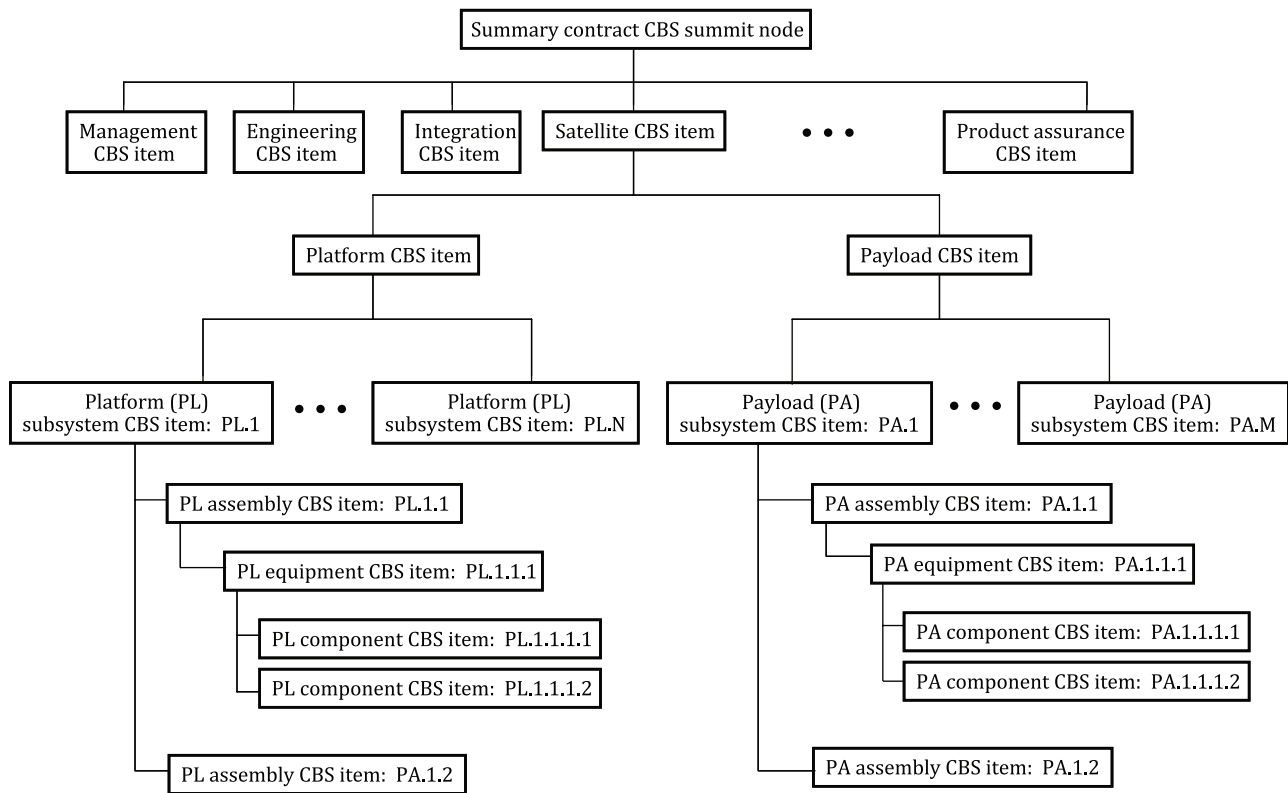 Summary contract CBS summit node
Management
CBS item
Engineering
CBS item
Integration
CBS item
Satellite CBS item
• • •
Product assurance
CBS item
Platform CBS item
Payload CBS item
Platform (PL)
subsystem CBS item: PL.1
• • •
Platform (PL)
subsystem CBS item: PL.N
Payload (PA)
subsystem CBS item: PA.1
• • •
Payload (PA)
subsystem CBS item: PA.M
PL assembly CBS item: PL.1.1
PL equipment CBS item: PL.1.1.1
PL component CBS item: PL.1.1.1.1
PL component CBS item: PL.1.1.1.2
PL assembly CBS item: PA.1.2
PA assembly CBS item: PA.1.1
PA equipment CBS item: PA.1.1.1
PA component CBS item: PA.1.1.1.1
PA component CBS item: PA.1.1.1.2
PA assembly CBS item: PA.1.2